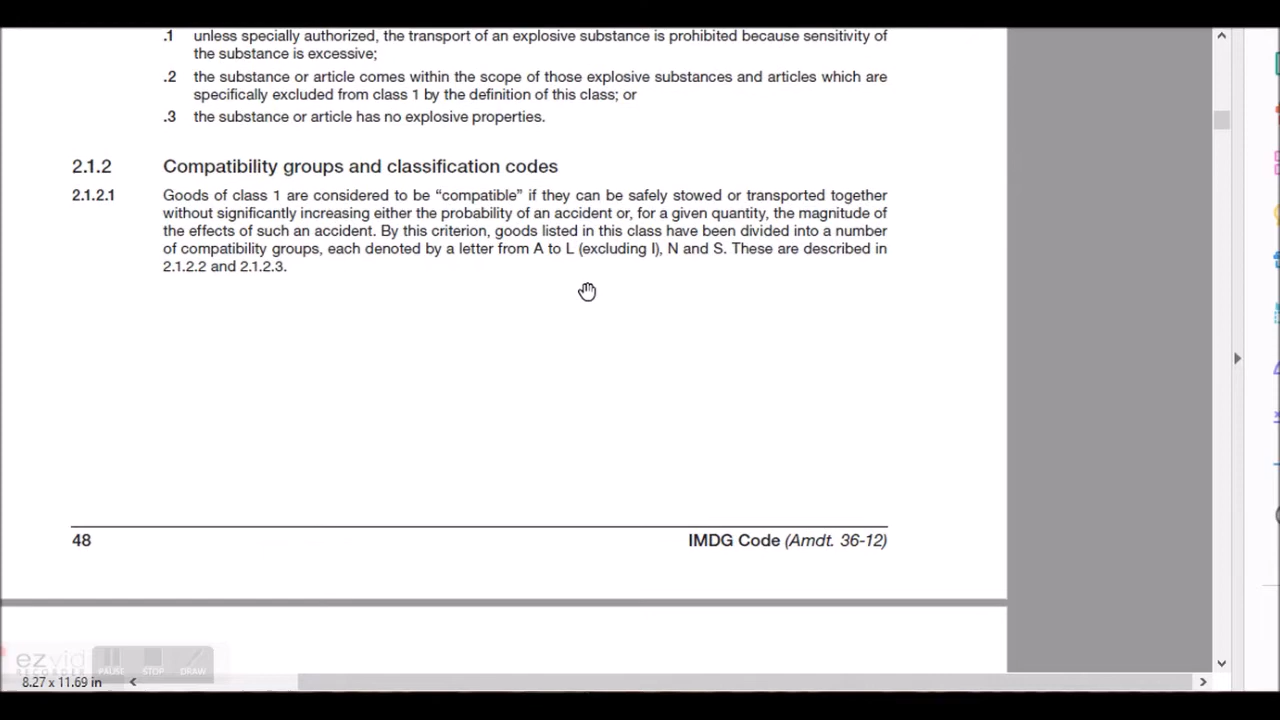 .1 unless specially authorized, the transport of an explosive substance is prohibited because sensitivity of
the substance is excessive;
.2 the substance or article comes within the scope of those explosive substances and articles which are
specifically excluded from class 1 by the definition of this class; or
.3 the substance or article has no explosive properties.
2.1.2 Compatibility groups and classification codes
2.1.2.1 Goods of class 1 are considered to be “compatible” if they can be safely stowed or transported together
without significantly increasing either the probability of an accident or, for a given quantity, the magnitude of
the effects of such an accident. By this criterion, goods listed in this class have been divided into a number
of compatibility groups, each denoted by a letter from A to L (excluding I), N and S. These are described in
2.1.2.2 and 2.1.2.3.
48 IMDG Code (Amdt. 36-12)
ezvid
RECORDER PAUSE STOP DRAW
8.27 x 11.69 in